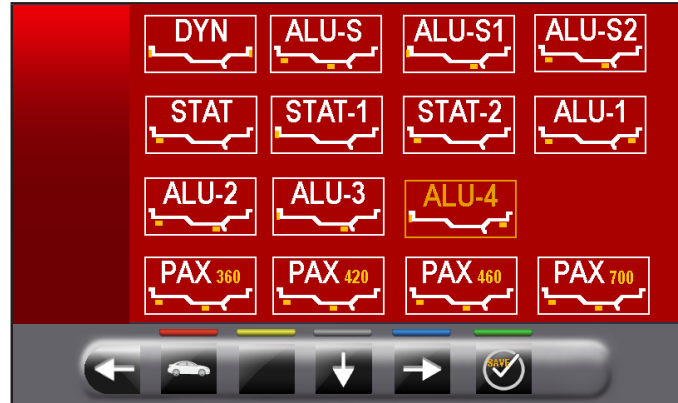 DYN ALU-S ALU-S1 ALU-S2
STAT STAT-1 STAT-2 ALU-1
ALU-2 ALU-3 ALU-4
PAX 360 PAX 420 PAX 460 PAX 700
SAVE